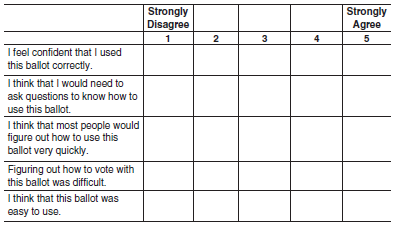 Strongly Disagree Strongly Agree
1 2 3 4 5
I feel confident that I used
this ballot correctly.
I think that I would need to
ask questions to know how to
use this ballot.
I think that most people would
figure out how to use this
ballot very quickly.
Figuring out how to vote with
this ballot was difficult.
I think that this ballot was
easy to use.